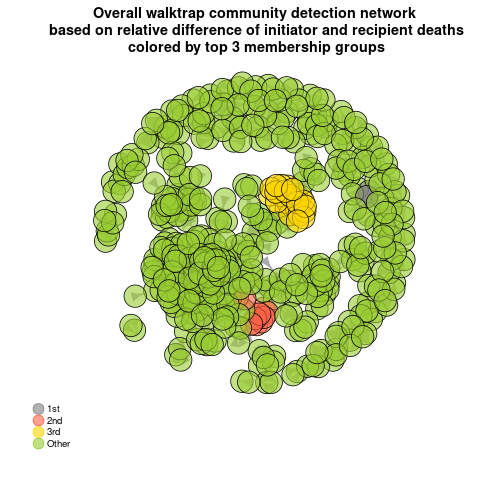 Overall walktrap community detection network
based on relative difference of initiator and recipient deaths
colored by top 3 membership groups
1st
2nd
3rd
Other